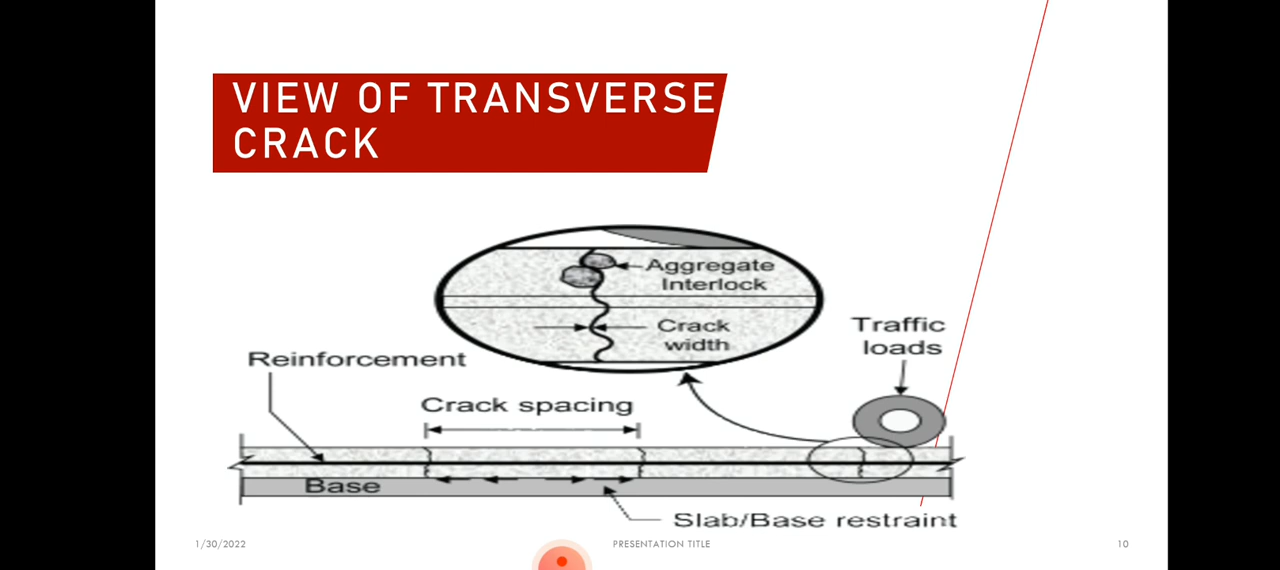 VIEW OF TRANSVERSE
CRACK
Aggregate
Interlock
Crack
width
Traffic
loads
Reinforcement
Crack spacing
Base
Slab/Base restraint
1/30/2022
PRESENTATION TITLE
10